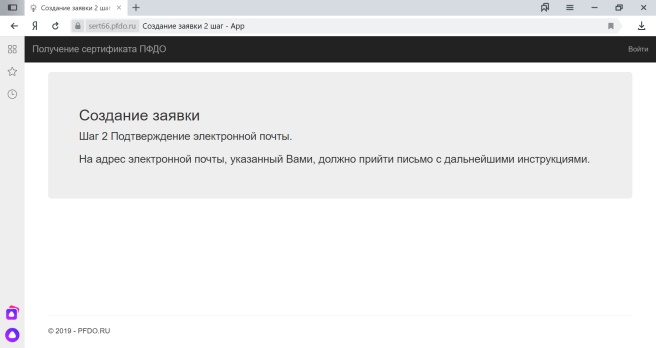 Создание заявки 2 шаг
Я
sert66.pfdo.ru Создание заявки 2 шаг - App
Получение сертификата ПФДО
Войти
Создание заявки
Шаг 2 Подтверждение электронной почты.
На адрес электронной почты, указанный Вами, должно прийти письмо с дальнейшими инструкциями.
© 2019 - PFDO.RU